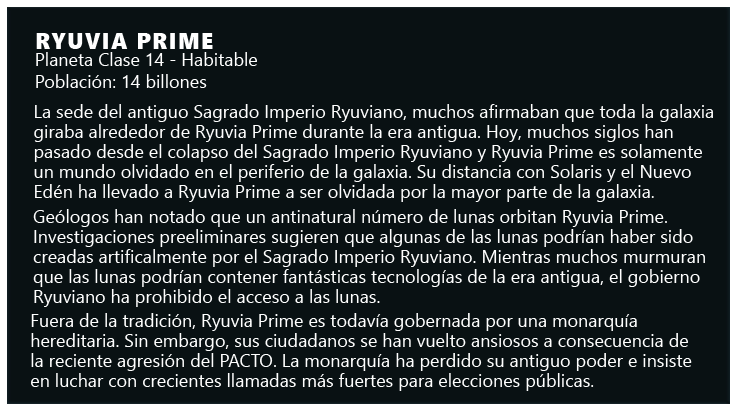 RYUVIA PRIME
Planeta Clase 14 - Habitable
Población: 14 billones
La sede del antiguo Sagrado Imperio Ryuviano, muchos afirmaban que toda la galaxia
giraba alrededor de Ryuvia Prime durante la era antigua. Hoy, muchos siglos han
pasado desde el colapso del Sagrado Imperio Ryuviano y Ryuvia Prime es solamente
un mundo olvidado en el periferio de la galaxia. Su distancia con Solaris y el Nuevo
Edén ha llevado a Ryuvia Prime a ser olvidada por la mayor parte de la galaxia.
Geólogos han notado que un antinatural número de lunas orbitan Ryuvia Prime.
Investigaciones preeliminares sugieren que algunas de las lunas podrían haber sido
creadas artificalmente por el Sagrado Imperio Ryuviano. Mientras muchos murmuran
que las lunas podrían contener fantásticas tecnologías de la era antigua, el gobierno
Ryuviano ha prohibido el acceso a las lunas.
Fuera de la tradición, Ryuvia Prime es todavía gobernada por una monarquía
hereditaria. Sin embargo, sus ciudadanos se han vuelto ansiosos a consecuencia de
la reciente agresión del PACTO. La monarquía ha perdido su antiguo poder e insiste
en luchar con crecientes llamadas más fuertes para elecciones públicas.